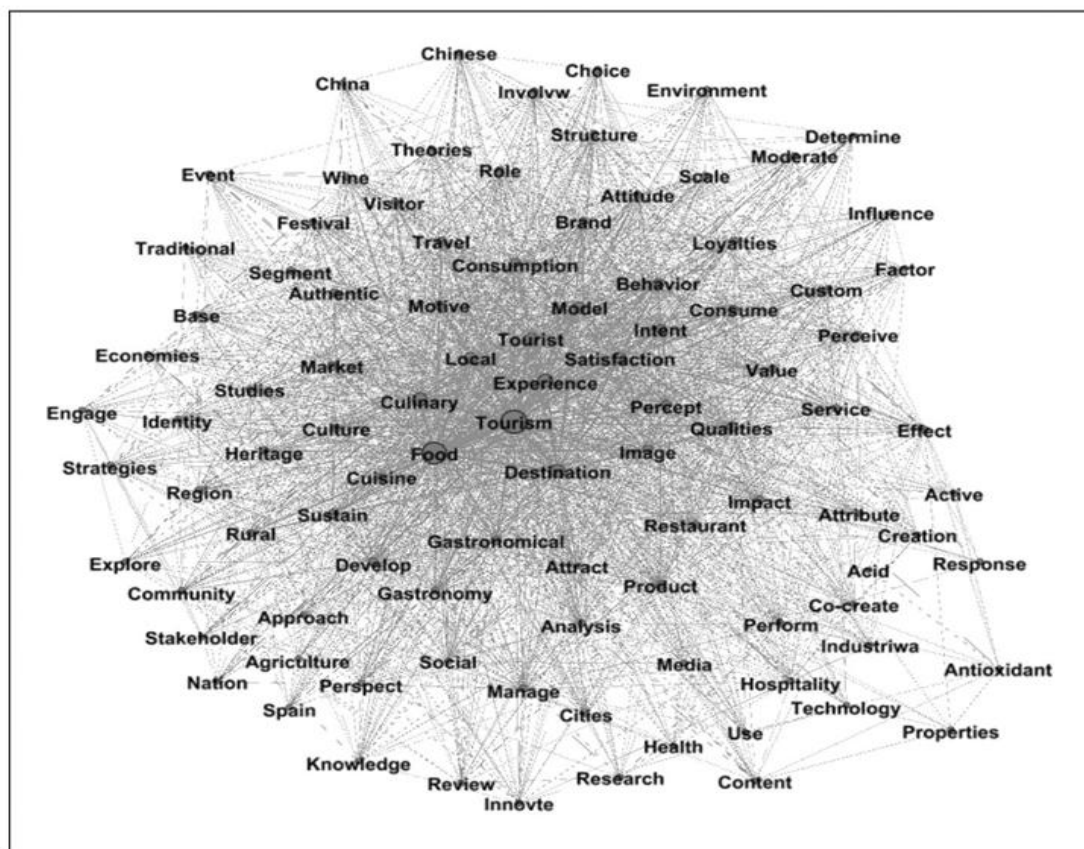 Chinese
Choice
China
Involvw
Environment
Structure
Determine
Theories
Moderate
Event
Wine
Role
Scale
Visitor
Attitude
Festival
Brand
Influence
Traditional
Travel
Loyalties
Segment
Consumption
Factor
Authentic
Behavior
Custom
Motive
Model
Consume
Base
Intent
Perceive
Tourist
Economies
Local
Satisfaction
Market
Value
Studies
Experience
Engage
Culinary
Percept
Service
Identity
Tourism
Culture
Qualities
Effect
Heritage
Food
Image
Strategies
Cuisine
Destination
Region
Active
Sustain
Impact
Attribute
Rural
Restaurant
Creation
Gastronomical
Explore
Develop
Attract
Acid
Response
Community
Gastronomy
Product
Co-create
Approach
Analysis
Perform
Stakeholder
Industriwa
Agriculture
Social
Media
Antioxidant
Nation
Perspect
Manage
Hospitality
Spain
Cities
Technology
Use
Properties
Health
Knowledge
Review
Research
Content
Innovte